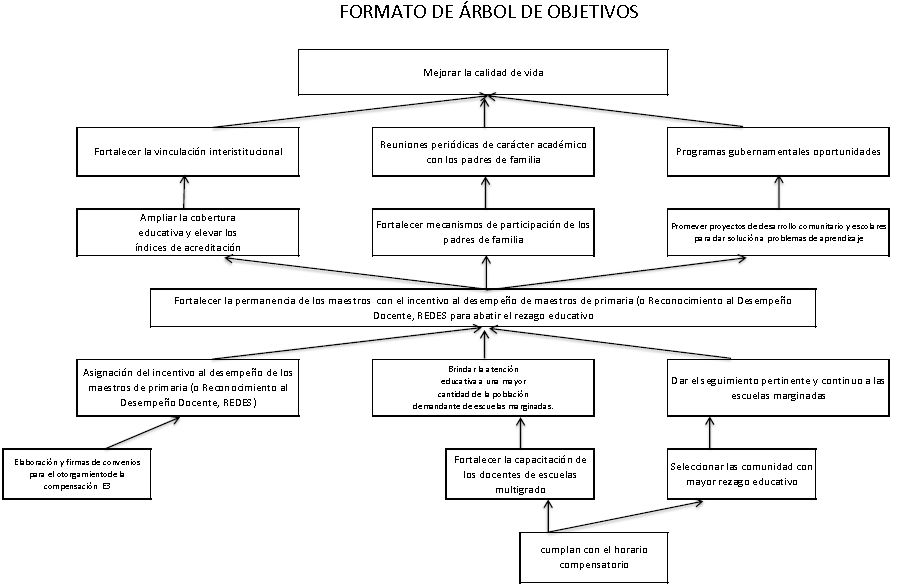 FORMATO DE ÁRBOL DE OBJETIVOS
Mejorar la calidad de vida
Fortalecer la vinculación interistitucional
Reuniones periódicas de carácter académico
con los padres de familia
Programas gubernamentales oportunidades
Ampliar la cobertura
educativa y elevar los
índices de acreditación
Fortalecer mecanismos de participación de los
padres de familia
Promever proyectos de desarrollo comunitario y escolares
para dar solución a problemas de aprendizaje
Fortalecer la permanencia de los maestros con el incentivo al desempeño de maestros de primaria (o Reconocimiento al Desempeño
Docente, REDES para abatir el rezago educativo
Asignación del incentivo al desempeño de los
maestros de primaria (o Reconocimiento al
Desempeño Docente, REDES)
Brindar la atención
educativa a una mayor
cantidad de la población
demandante de escuelas marginadas.
Dar el seguimiento pertinente y continuo a las
escuelas marginadas
Elaboración y firmas de convenios
para el otorgamiento de la
compensación E3
Fortalecer la capacitación de
los docentes de escuelas
multigrado
Seleccionar las comunidad con
mayor rezago educativo
cumplan con el horario
compensatorio